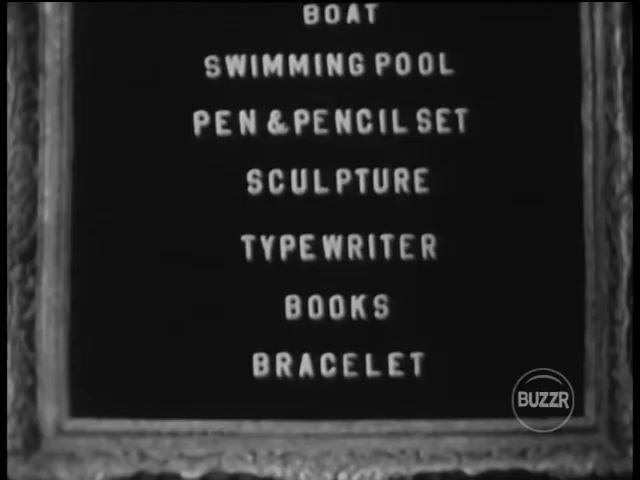 BOAT
SWIMMING POOL
PEN & PENCIL SET
SCULPTURE
TYPEWRITER
BOOKS
BRACELET
BUZZR